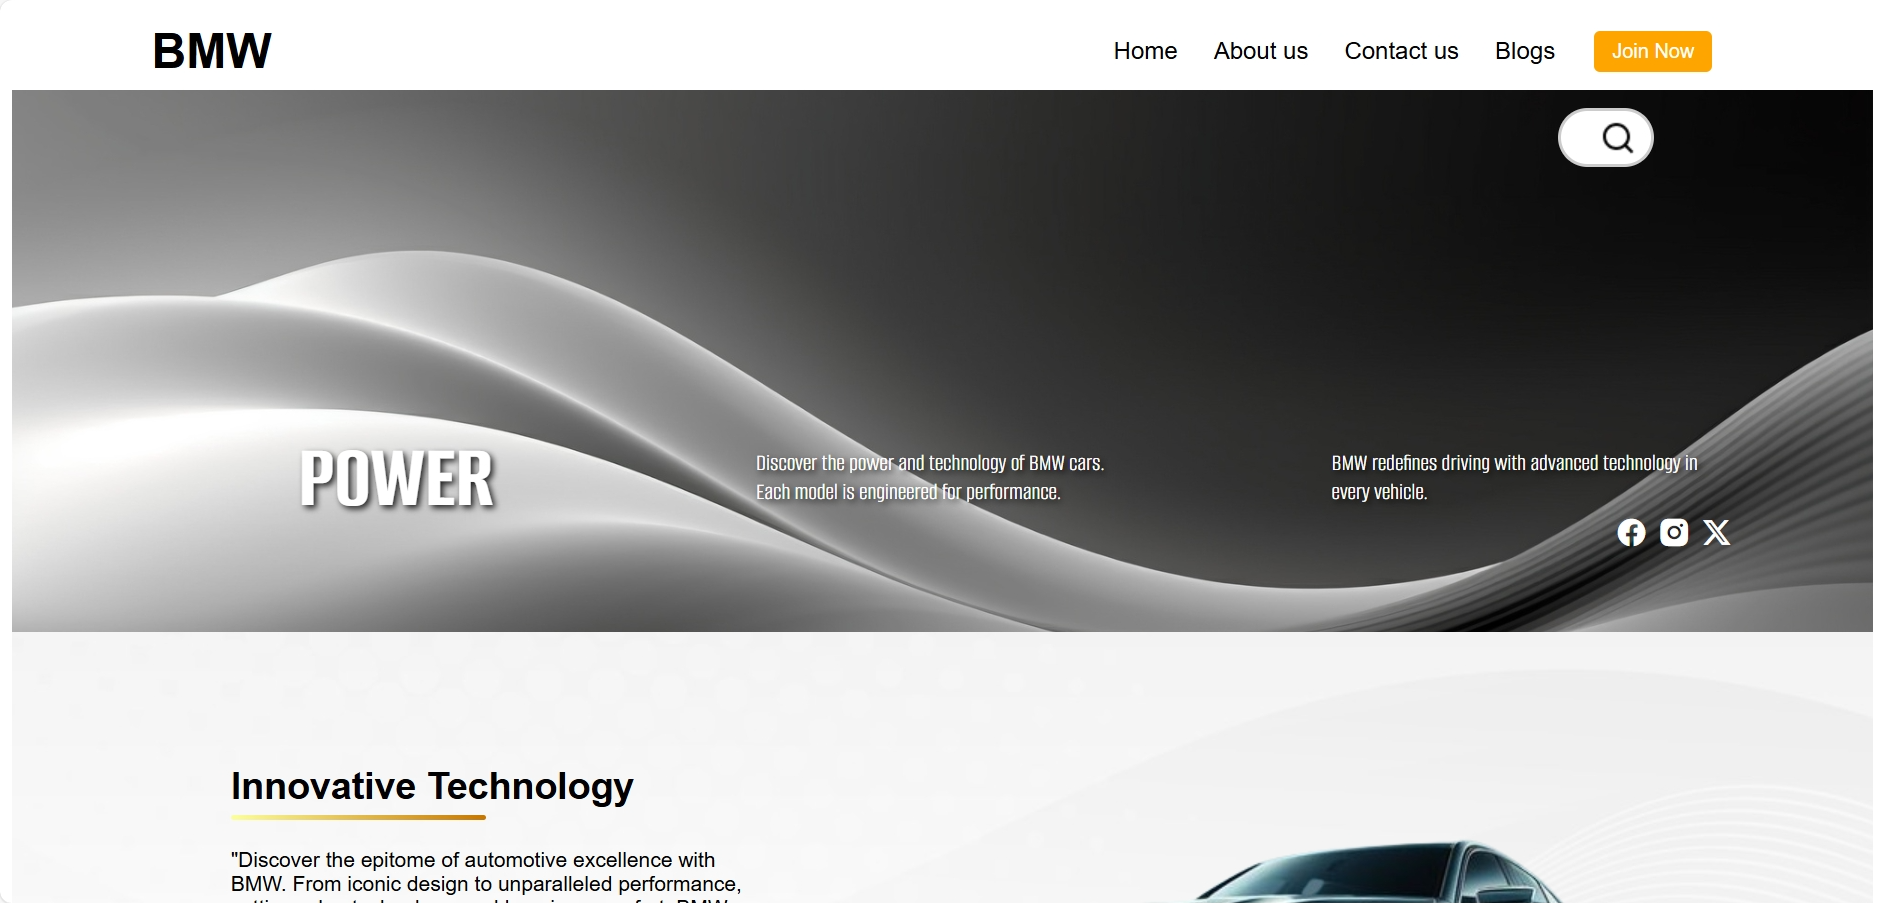 BMW
Home
About us
Contact us
Blogs
Join Now
POWER
Discover the power and technology of BMW cars.
Each model is engineered for performance.
BMW redefines driving with advanced technology in
every vehicle.
Innovative Technology
"Discover the epitome of automotive excellence with
BMW. From iconic design to unparalleled performance,